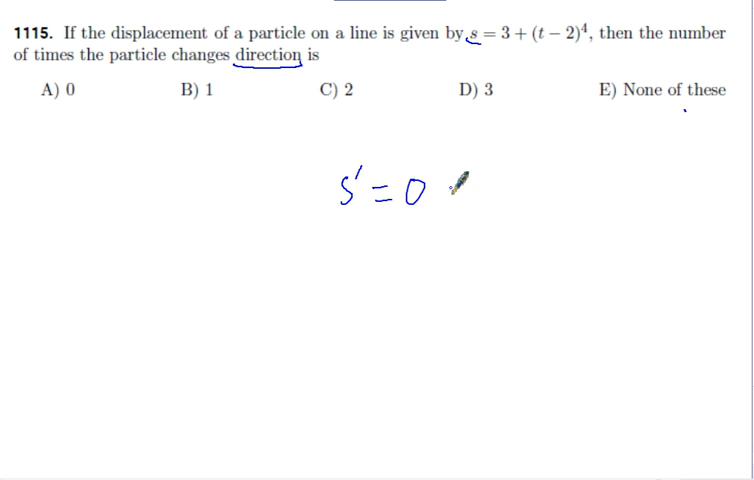 1115. If the displacement of a particle on a line is given by s = 3 + (t − 2)⁴, then the number
of times the particle changes direction is
A) 0 B) 1 C) 2 D) 3 E) None of these
s' = 0